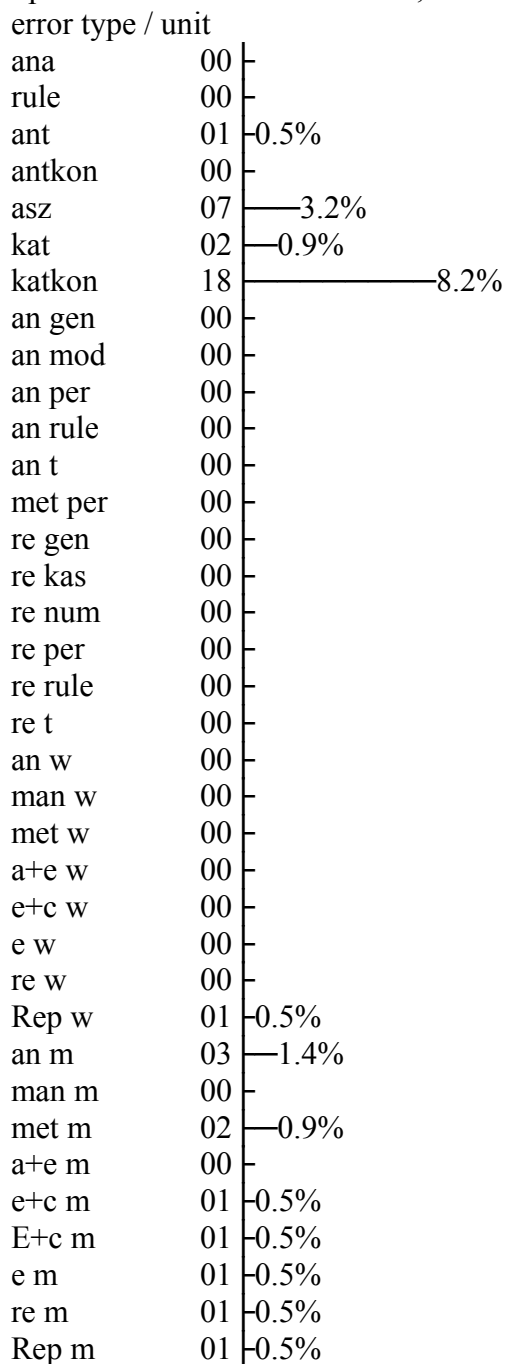 error type / unit
ana 00
rule 00
ant 01 0.5%
antkon 00
asz 07 3.2%
kat 02 0.9%
katkon 18 8.2%
an gen 00
an mod 00
an per 00
an rule 00
an t 00
met per 00
re gen 00
re kas 00
re num 00
re per 00
re rule 00
re t 00
an w 00
man w 00
met w 00
a+e w 00
e+c w 00
e w 00
re w 00
Rep w 01 0.5%
an m 03 1.4%
man m 00
met m 02 0.9%
a+e m 00
e+c m 01 0.5%
E+c m 01 0.5%
e m 01 0.5%
re m 01 0.5%
Rep m 01 0.5%